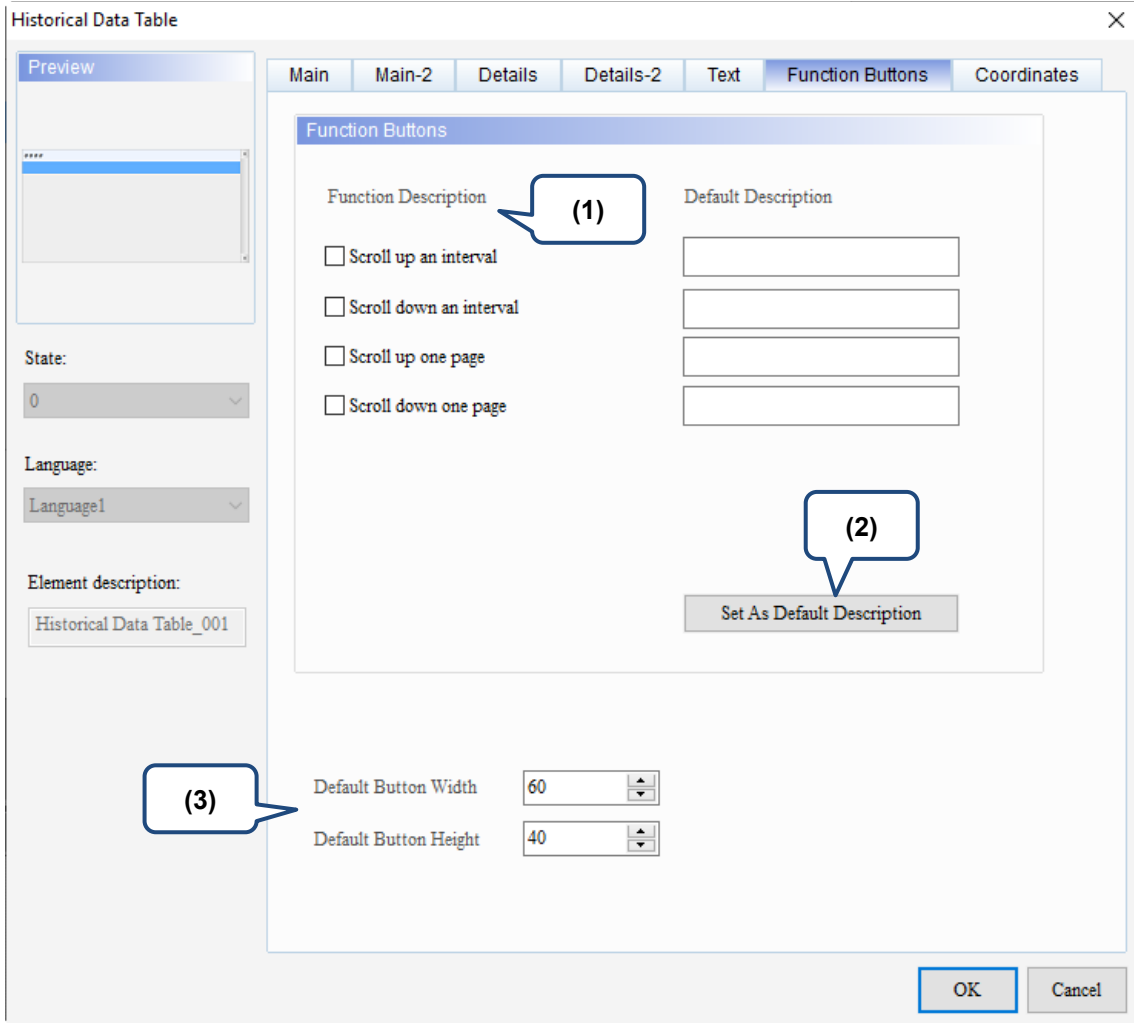 Historical Data Table
Preview
####
State:
0
Language:
Language1
Element description:
Historical Data Table_001
Main Main-2 Details Details-2 Text Function Buttons Coordinates
Function Buttons
Function Description (1) Default Description
Scroll up an interval
Scroll down an interval
Scroll up one page
Scroll down one page
(2)
Set As Default Description
(3)
Default Button Width 60
Default Button Height 40
OK Cancel